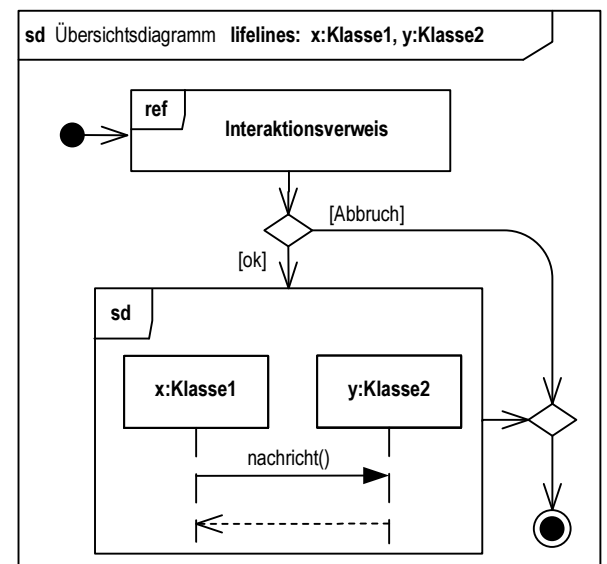 sd Übersichtsdiagramm lifelines: x:Klasse1, y:Klasse2
ref
Interaktionsverweis
[Abbruch]
[ok]
sd
x:Klasse1
y:Klasse2
nachricht()